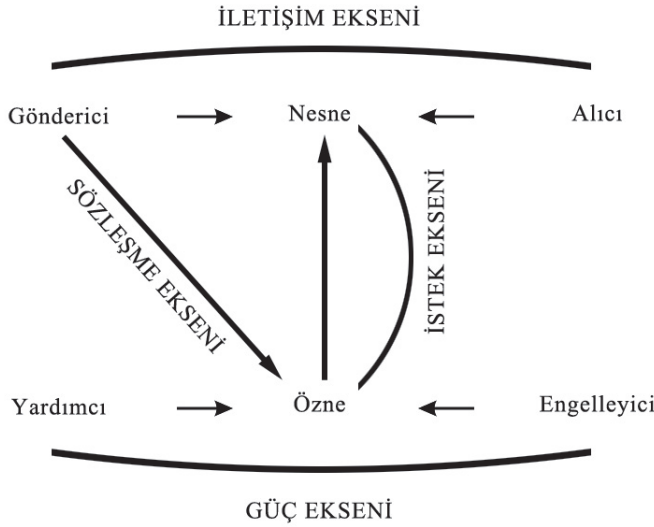 İLETİŞİM EKSENİ
Gönderici
Nesne
Alıcı
SÖZLEŞME EKSENİ
İSTEK EKSENİ
Yardımcı
Özne
Engelleyici
GÜÇ EKSENİ